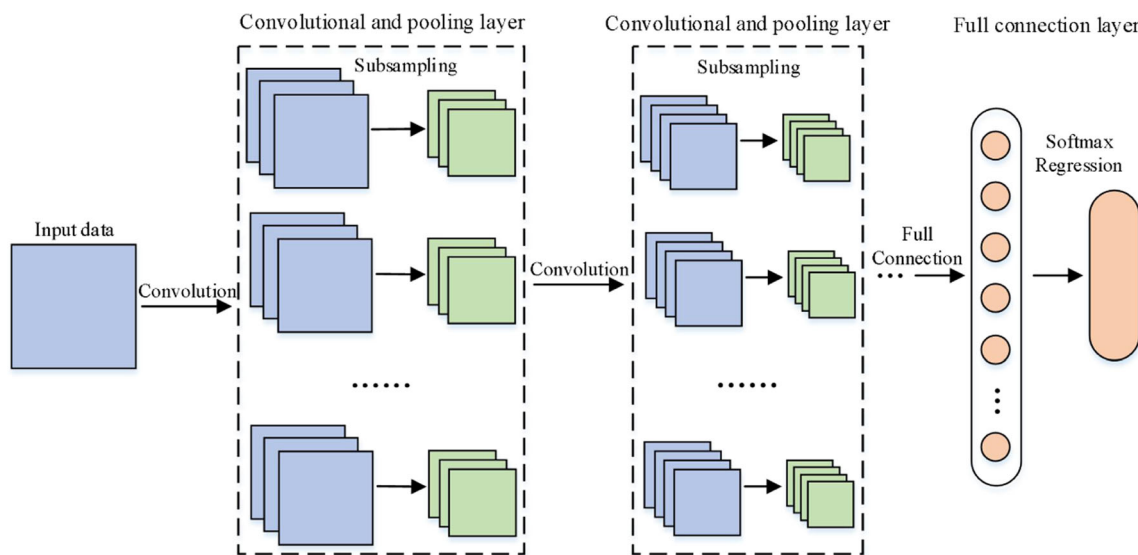 Convolutional and pooling layer
Convolutional and pooling layer
Full connection layer
Subsampling
Subsampling
Softmax
Regression
Input data
Convolution
Convolution
Full
Connection
......
......